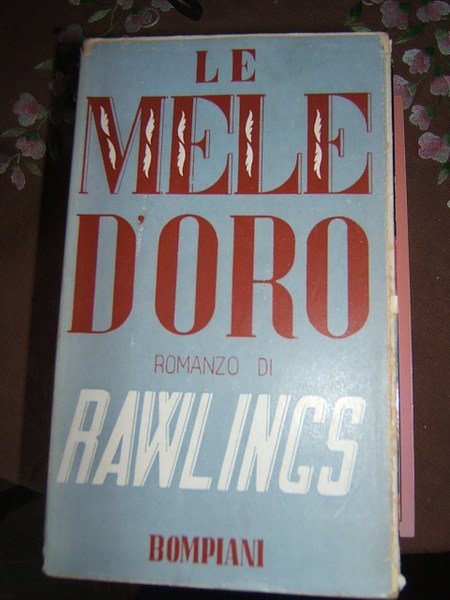 LE
MELE
D'ORO
ROMANZO DI
RAWLINGS
BOMPIANI